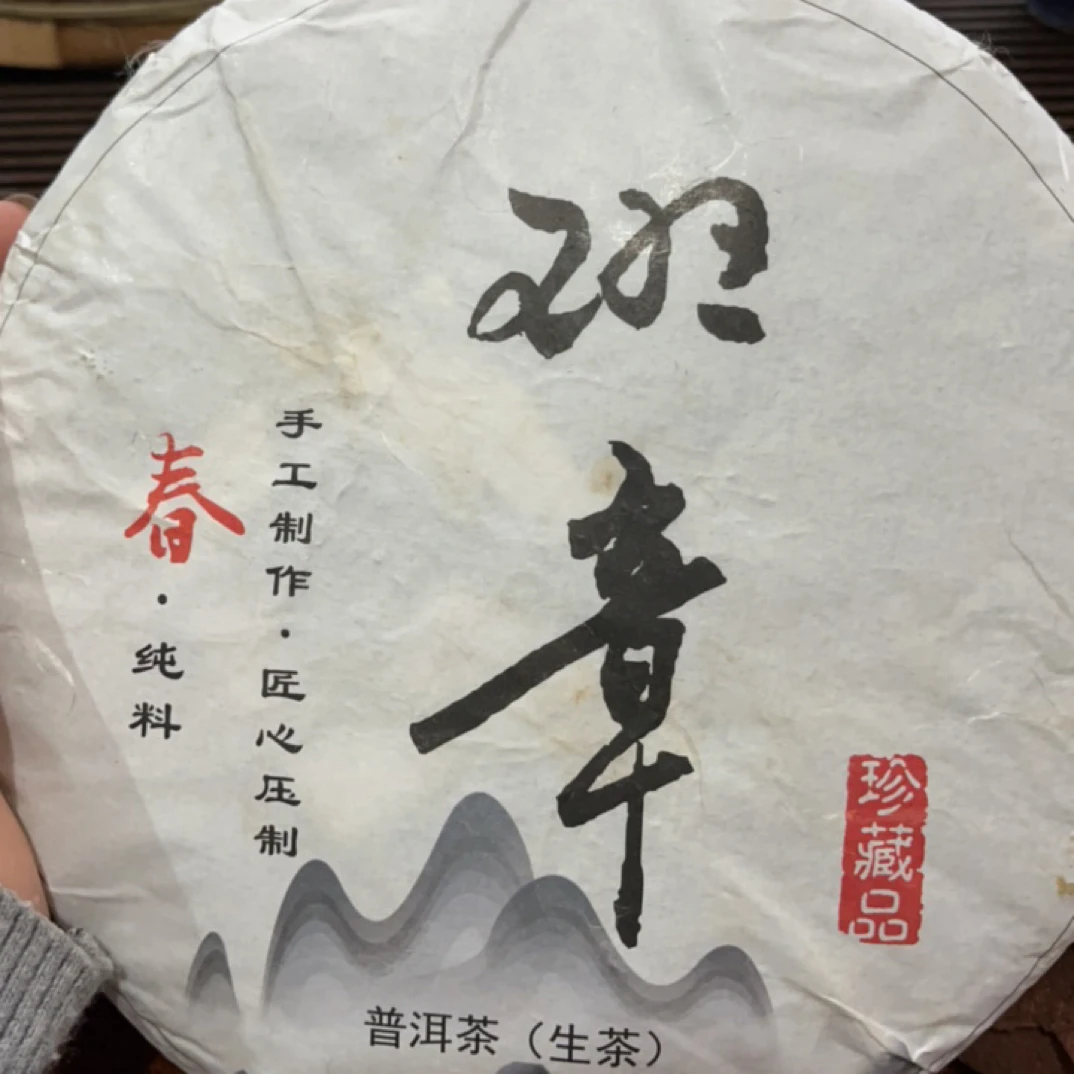 班章
手工制作·匠心压制
春·纯料
珍藏品
普洱茶（生茶）